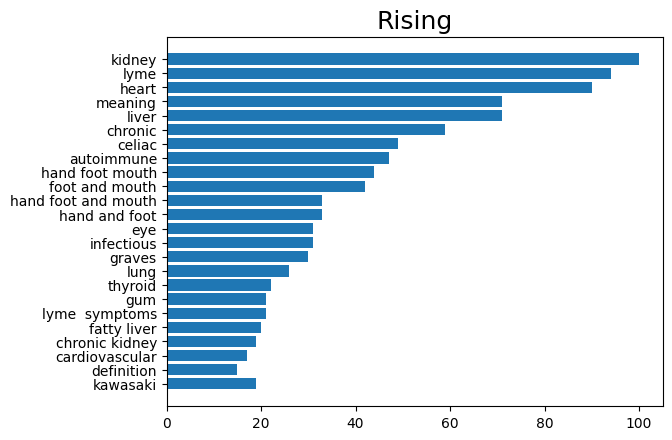 Rising
kidney
lyme
heart
meaning
liver
chronic
celiac
autoimmune
hand foot mouth
foot and mouth
hand foot and mouth
hand and foot
eye
infectious
graves
lung
thyroid
gum
lyme  symptoms
fatty liver
chronic kidney
cardiovascular
definition
kawasaki
0 20 40 60 80 100